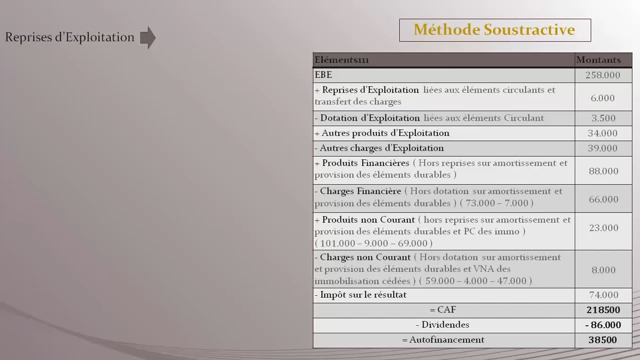 Reprises d'Exploitation
Méthode Soustractive
Eléments111 Montants
EBE 258.000
+ Reprises d'Exploitation liées aux éléments circulants et
transfert des charges 6.000
- Dotation d'Exploitation liées aux éléments Circulant 3.500
+ Autres produits d'Exploitation 34.000
- Autres charges d'Exploitation 39.000
+ Produits Financières ( Hors reprises sur amortissement et
provision des éléments durables ) 88.000
- Charges Financière ( Hors dotation sur amortissement et
provision des éléments durables ) ( 73.000 – 7.000 ) 66.000
+ Produits non Courant ( hors reprises sur amortissement et
provision des éléments durables et PC des immo )
( 101.000 – 9.000 – 69.000 ) 23.000
- Charges non Courant ( Hors dotation sur amortissement
et provision des éléments durables et VNA des
immobilisation cédées ) ( 59.000 – 4.000 – 47.000 ) 8.000
- Impôt sur le résultat 74.000
= CAF 218500
- Dividendes - 86.000
= Autofinancement 38500